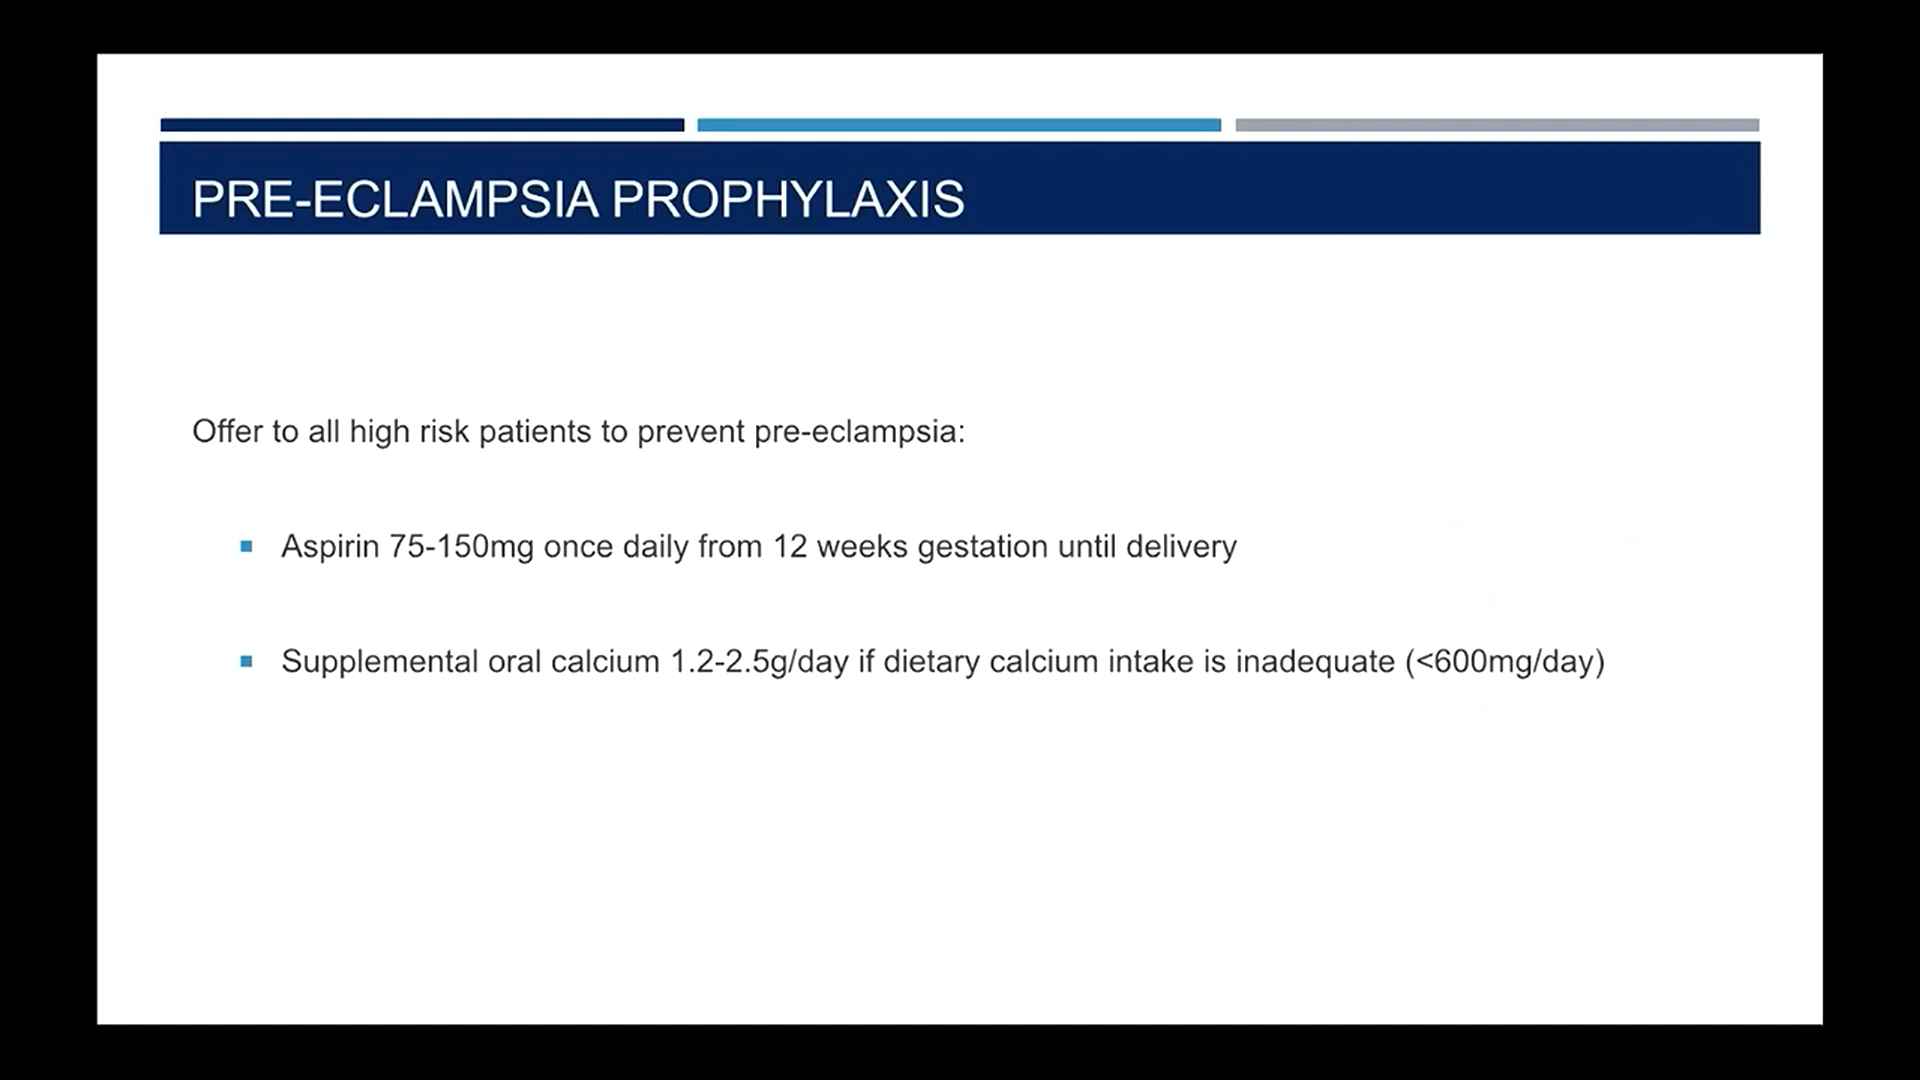 PRE-ECLAMPSIA PROPHYLAXIS
Offer to all high risk patients to prevent pre-eclampsia:
Aspirin 75-150mg once daily from 12 weeks gestation until delivery
Supplemental oral calcium 1.2-2.5g/day if dietary calcium intake is inadequate (<600mg/day)